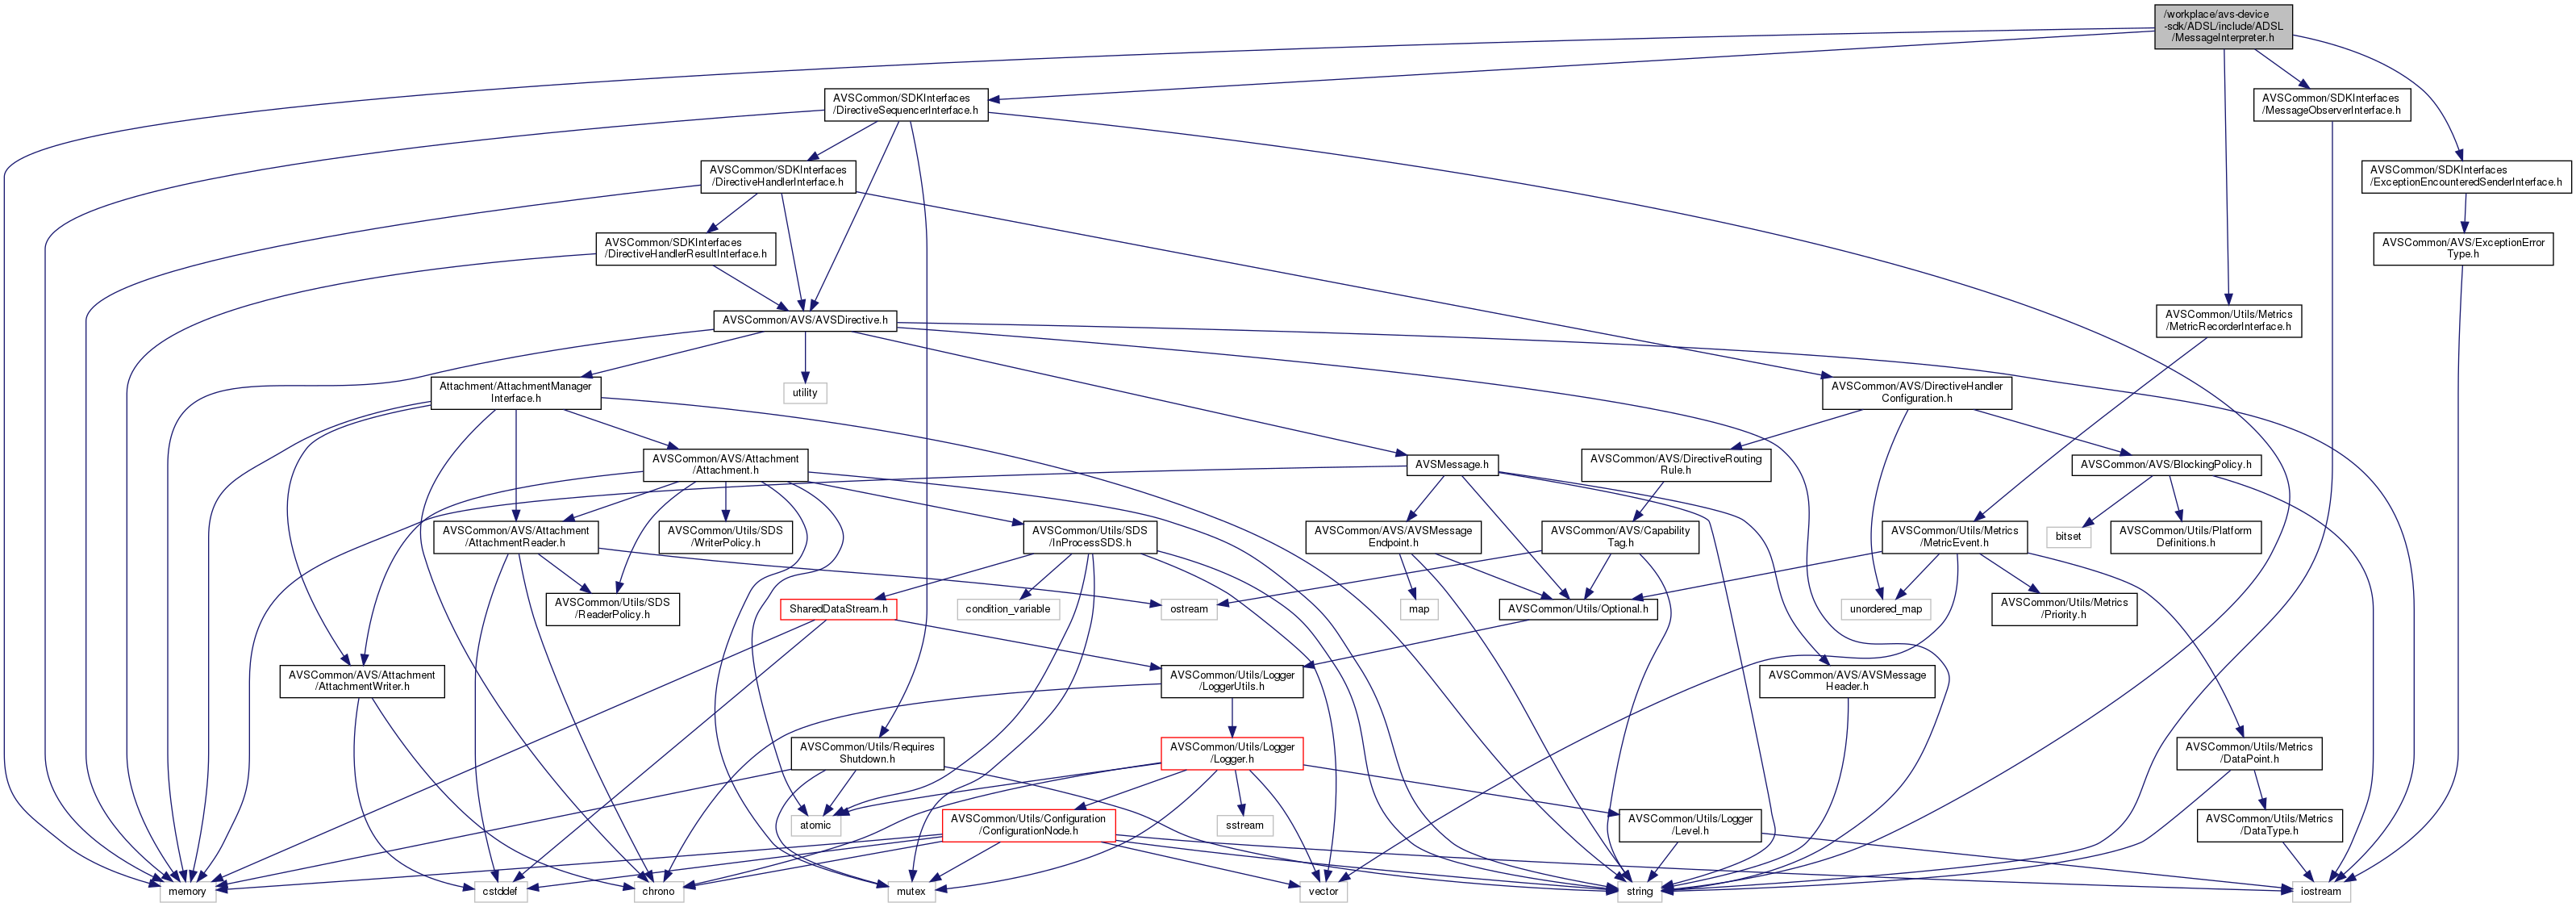 /workplace/avs-device
-sdk/ADSL/include/ADSL
/MessageInterpreter.h
AVSCommon/SDKInterfaces
/DirectiveSequencerInterface.h
AVSCommon/SDKInterfaces
/MessageObserverInterface.h
AVSCommon/SDKInterfaces
/DirectiveHandlerInterface.h
AVSCommon/SDKInterfaces
/ExceptionEncounteredSenderInterface.h
AVSCommon/SDKInterfaces
/DirectiveHandlerResultInterface.h
AVSCommon/AVS/ExceptionError
Type.h
AVSCommon/AVS/AVSDirective.h
AVSCommon/Utils/Metrics
/MetricRecorderInterface.h
Attachment/AttachmentManager
Interface.h
utility
AVSCommon/AVS/DirectiveHandler
Configuration.h
AVSCommon/AVS/Attachment
/Attachment.h
AVSMessage.h
AVSCommon/AVS/DirectiveRouting
Rule.h
AVSCommon/AVS/BlockingPolicy.h
AVSCommon/AVS/Attachment
/AttachmentReader.h
AVSCommon/Utils/SDS
/WriterPolicy.h
AVSCommon/Utils/SDS
/InProcessSDS.h
AVSCommon/AVS/AVSMessage
Endpoint.h
AVSCommon/AVS/Capability
Tag.h
AVSCommon/Utils/Metrics
/MetricEvent.h
bitset
AVSCommon/Utils/Platform
Definitions.h
AVSCommon/Utils/SDS
/ReaderPolicy.h
SharedDataStream.h
condition_variable
ostream
map
AVSCommon/Utils/Optional.h
unordered_map
AVSCommon/Utils/Metrics
/Priority.h
AVSCommon/AVS/Attachment
/AttachmentWriter.h
AVSCommon/Utils/Logger
/LoggerUtils.h
AVSCommon/AVS/AVSMessage
Header.h
AVSCommon/Utils/Requires
Shutdown.h
AVSCommon/Utils/Logger
/Logger.h
AVSCommon/Utils/Metrics
/DataPoint.h
atomic
AVSCommon/Utils/Configuration
/ConfigurationNode.h
sstream
AVSCommon/Utils/Logger
/Level.h
AVSCommon/Utils/Metrics
/DataType.h
memory
cstddef
chrono
mutex
vector
string
iostream